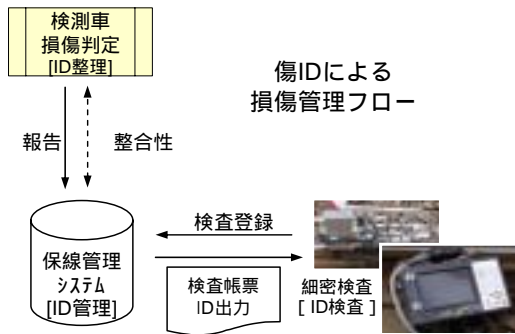 検測車
損傷判定
[ID整理]
傷IDによる
損傷管理フロー
報告
整合性
検査登録
保線管理
システム
[ID管理]
検査帳票
ID出力
細密検査
[ ID検査 ]